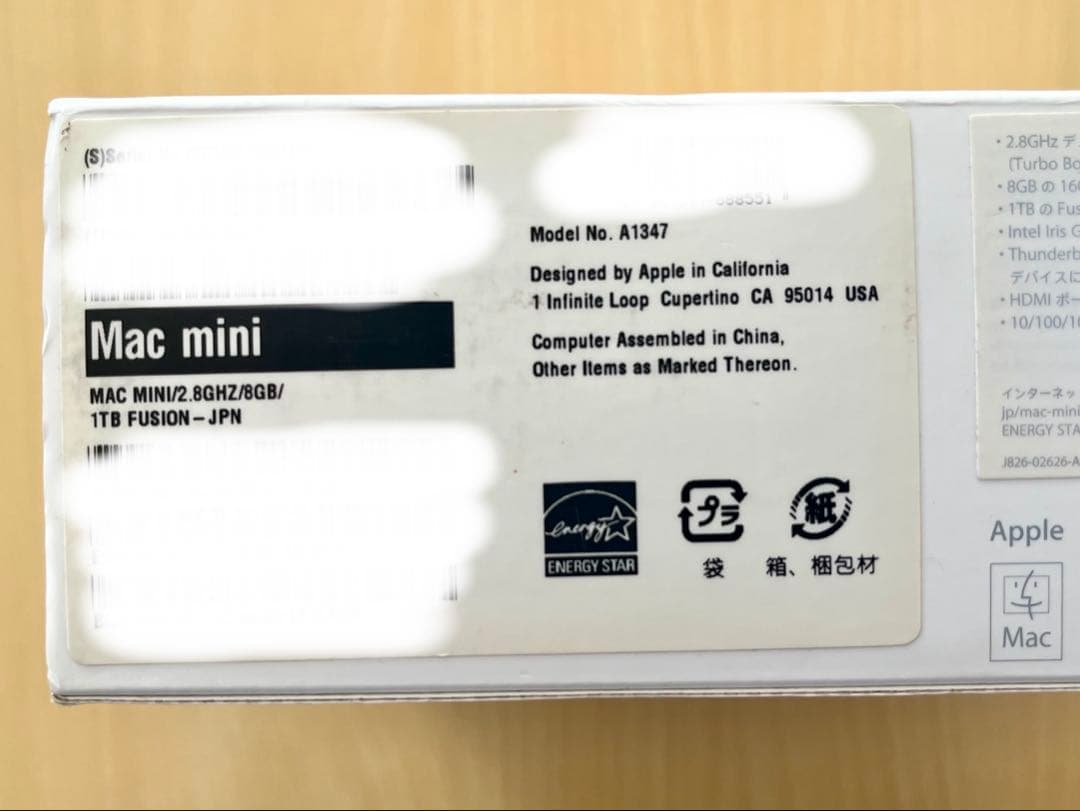 (S)Se
888551
Model No. A1347
Designed by Apple in California
1 Infinite Loop Cupertino CA 95014 USA
Computer Assembled in China,
Other Items as Marked Thereon.
Mac mini
MAC MINI/2.8GHZ/8GB/
1TB FUSION-JPN
energy
ENERGY STAR
プラ
袋
紙
箱、梱包材
・2.8GHz デ
(Turbo Bo
・8GB の 16
・1TB の Fus
・Intel Iris G
・Thunderb
デバイスに
・HDMI ポー
・10/100/1
インターネッ
jp/mac-mini
ENERGY STA
J826-02626-A
Apple
Mac